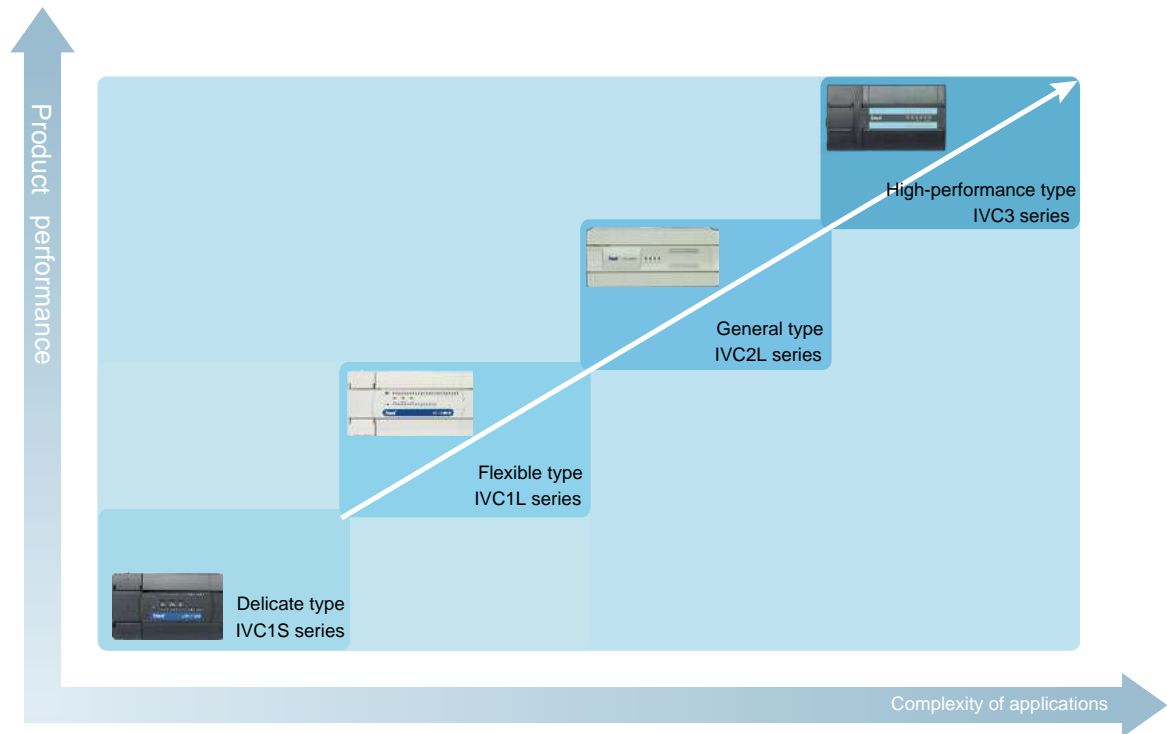 Product performance
High-performance type
IVC3 series
General type
IVC2L series
Flexible type
IVC1L series
Delicate type
IVC1S series
Complexity of applications